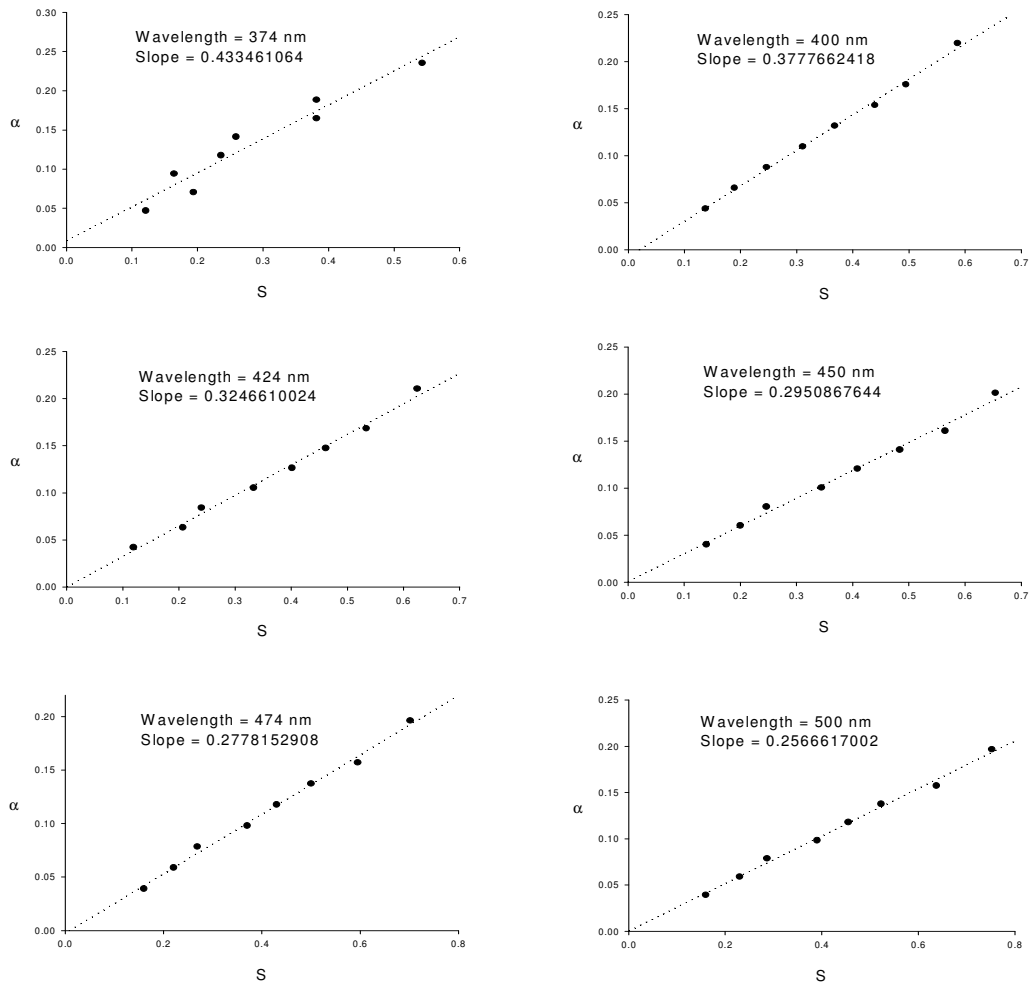 Wavelength = 374 nm
Slope = 0.433461064
α
0.30
0.25
0.20
0.15
0.10
0.05
0.00
0.0 0.1 0.2 0.3 0.4 0.5 0.6
S
Wavelength = 400 nm
Slope = 0.3777662418
α
0.25
0.20
0.15
0.10
0.05
0.00
0.0 0.1 0.2 0.3 0.4 0.5 0.6 0.7
S
Wavelength = 424 nm
Slope = 0.3246610024
α
0.25
0.20
0.15
0.10
0.05
0.00
0.0 0.1 0.2 0.3 0.4 0.5 0.6 0.7
S
Wavelength = 450 nm
Slope = 0.2950867644
α
0.25
0.20
0.15
0.10
0.05
0.00
0.0 0.1 0.2 0.3 0.4 0.5 0.6 0.7
S
Wavelength = 474 nm
Slope = 0.2778152908
α
0.20
0.15
0.10
0.05
0.00
0.0 0.2 0.4 0.6 0.8
S
Wavelength = 500 nm
Slope = 0.2566617002
α
0.25
0.20
0.15
0.10
0.05
0.00
0.0 0.2 0.4 0.6 0.8
S